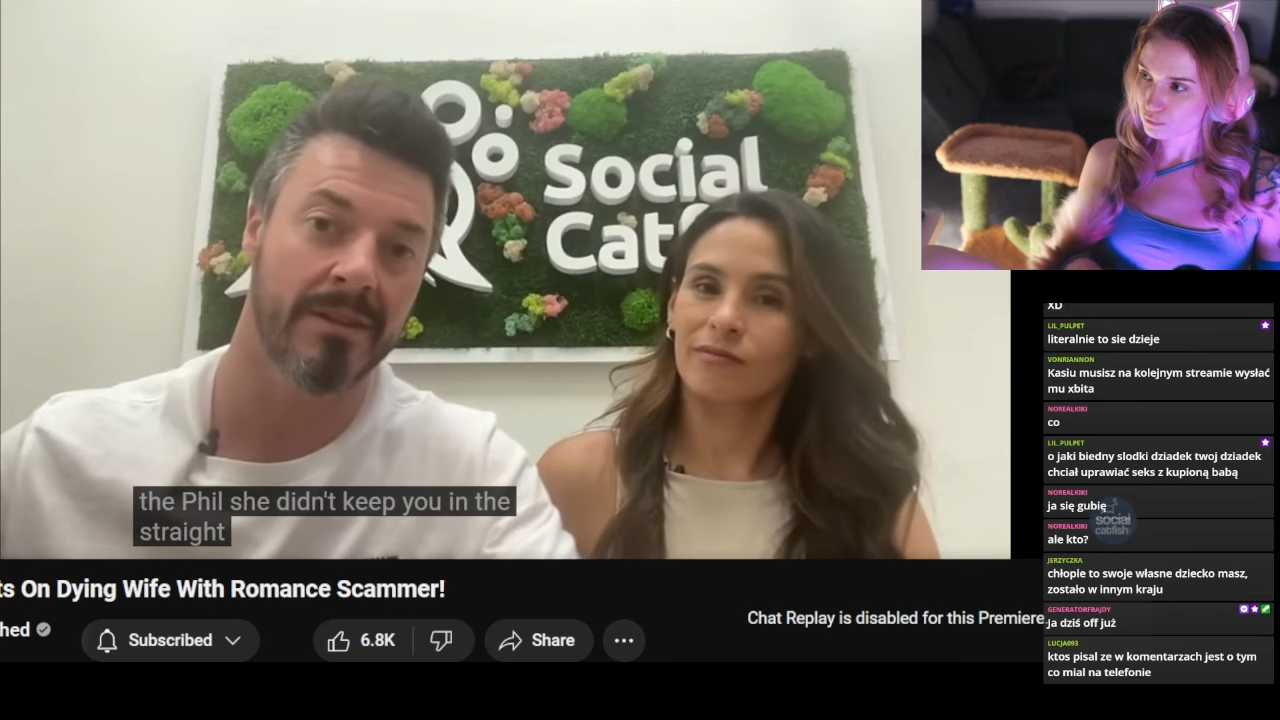 Social
Catf
the Phil she didn't keep you in the
straight
ts On Dying Wife With Romance Scammer!
hed
Subscribed
6.8K
Share
Chat Replay is disabled for this Premiere.
XD
LIL_PULPET
literalnie to sie dzieje
VONRIANNON
Kasiu musisz na kolejnym streamie wysłać
mu xbita
NOREALKIKI
co
LIL_PULPET
o jaki biedny slodki dziadek twoj dziadek
chciał uprawiać seks z kupioną babą
NOREALKIKI
ja się gubię
NOREALKIKI
ale kto?
social
catfish
JERZYCZKA
chłopie to swoje własne dziecko masz,
zostało w innym kraju
GENERATORFRAJDY
ja dziś off już
LUCJA093
ktos pisal ze w komentarzach jest o tym
co mial na telefonie